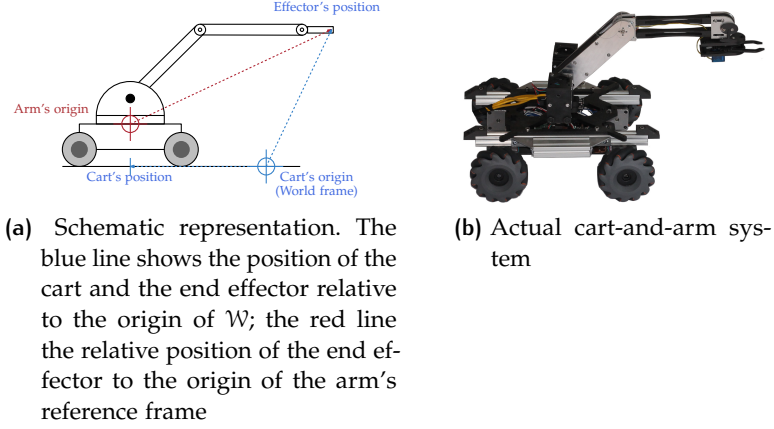 Effector's position
Arm's origin
Cart's position
Cart's origin
(World frame)
(a) Schematic representation. The
blue line shows the position of the
cart and the end effector relative
to the origin of W; the red line
the relative position of the end ef-
fector to the origin of the arm's
reference frame
(b) Actual cart-and-arm sys-
tem